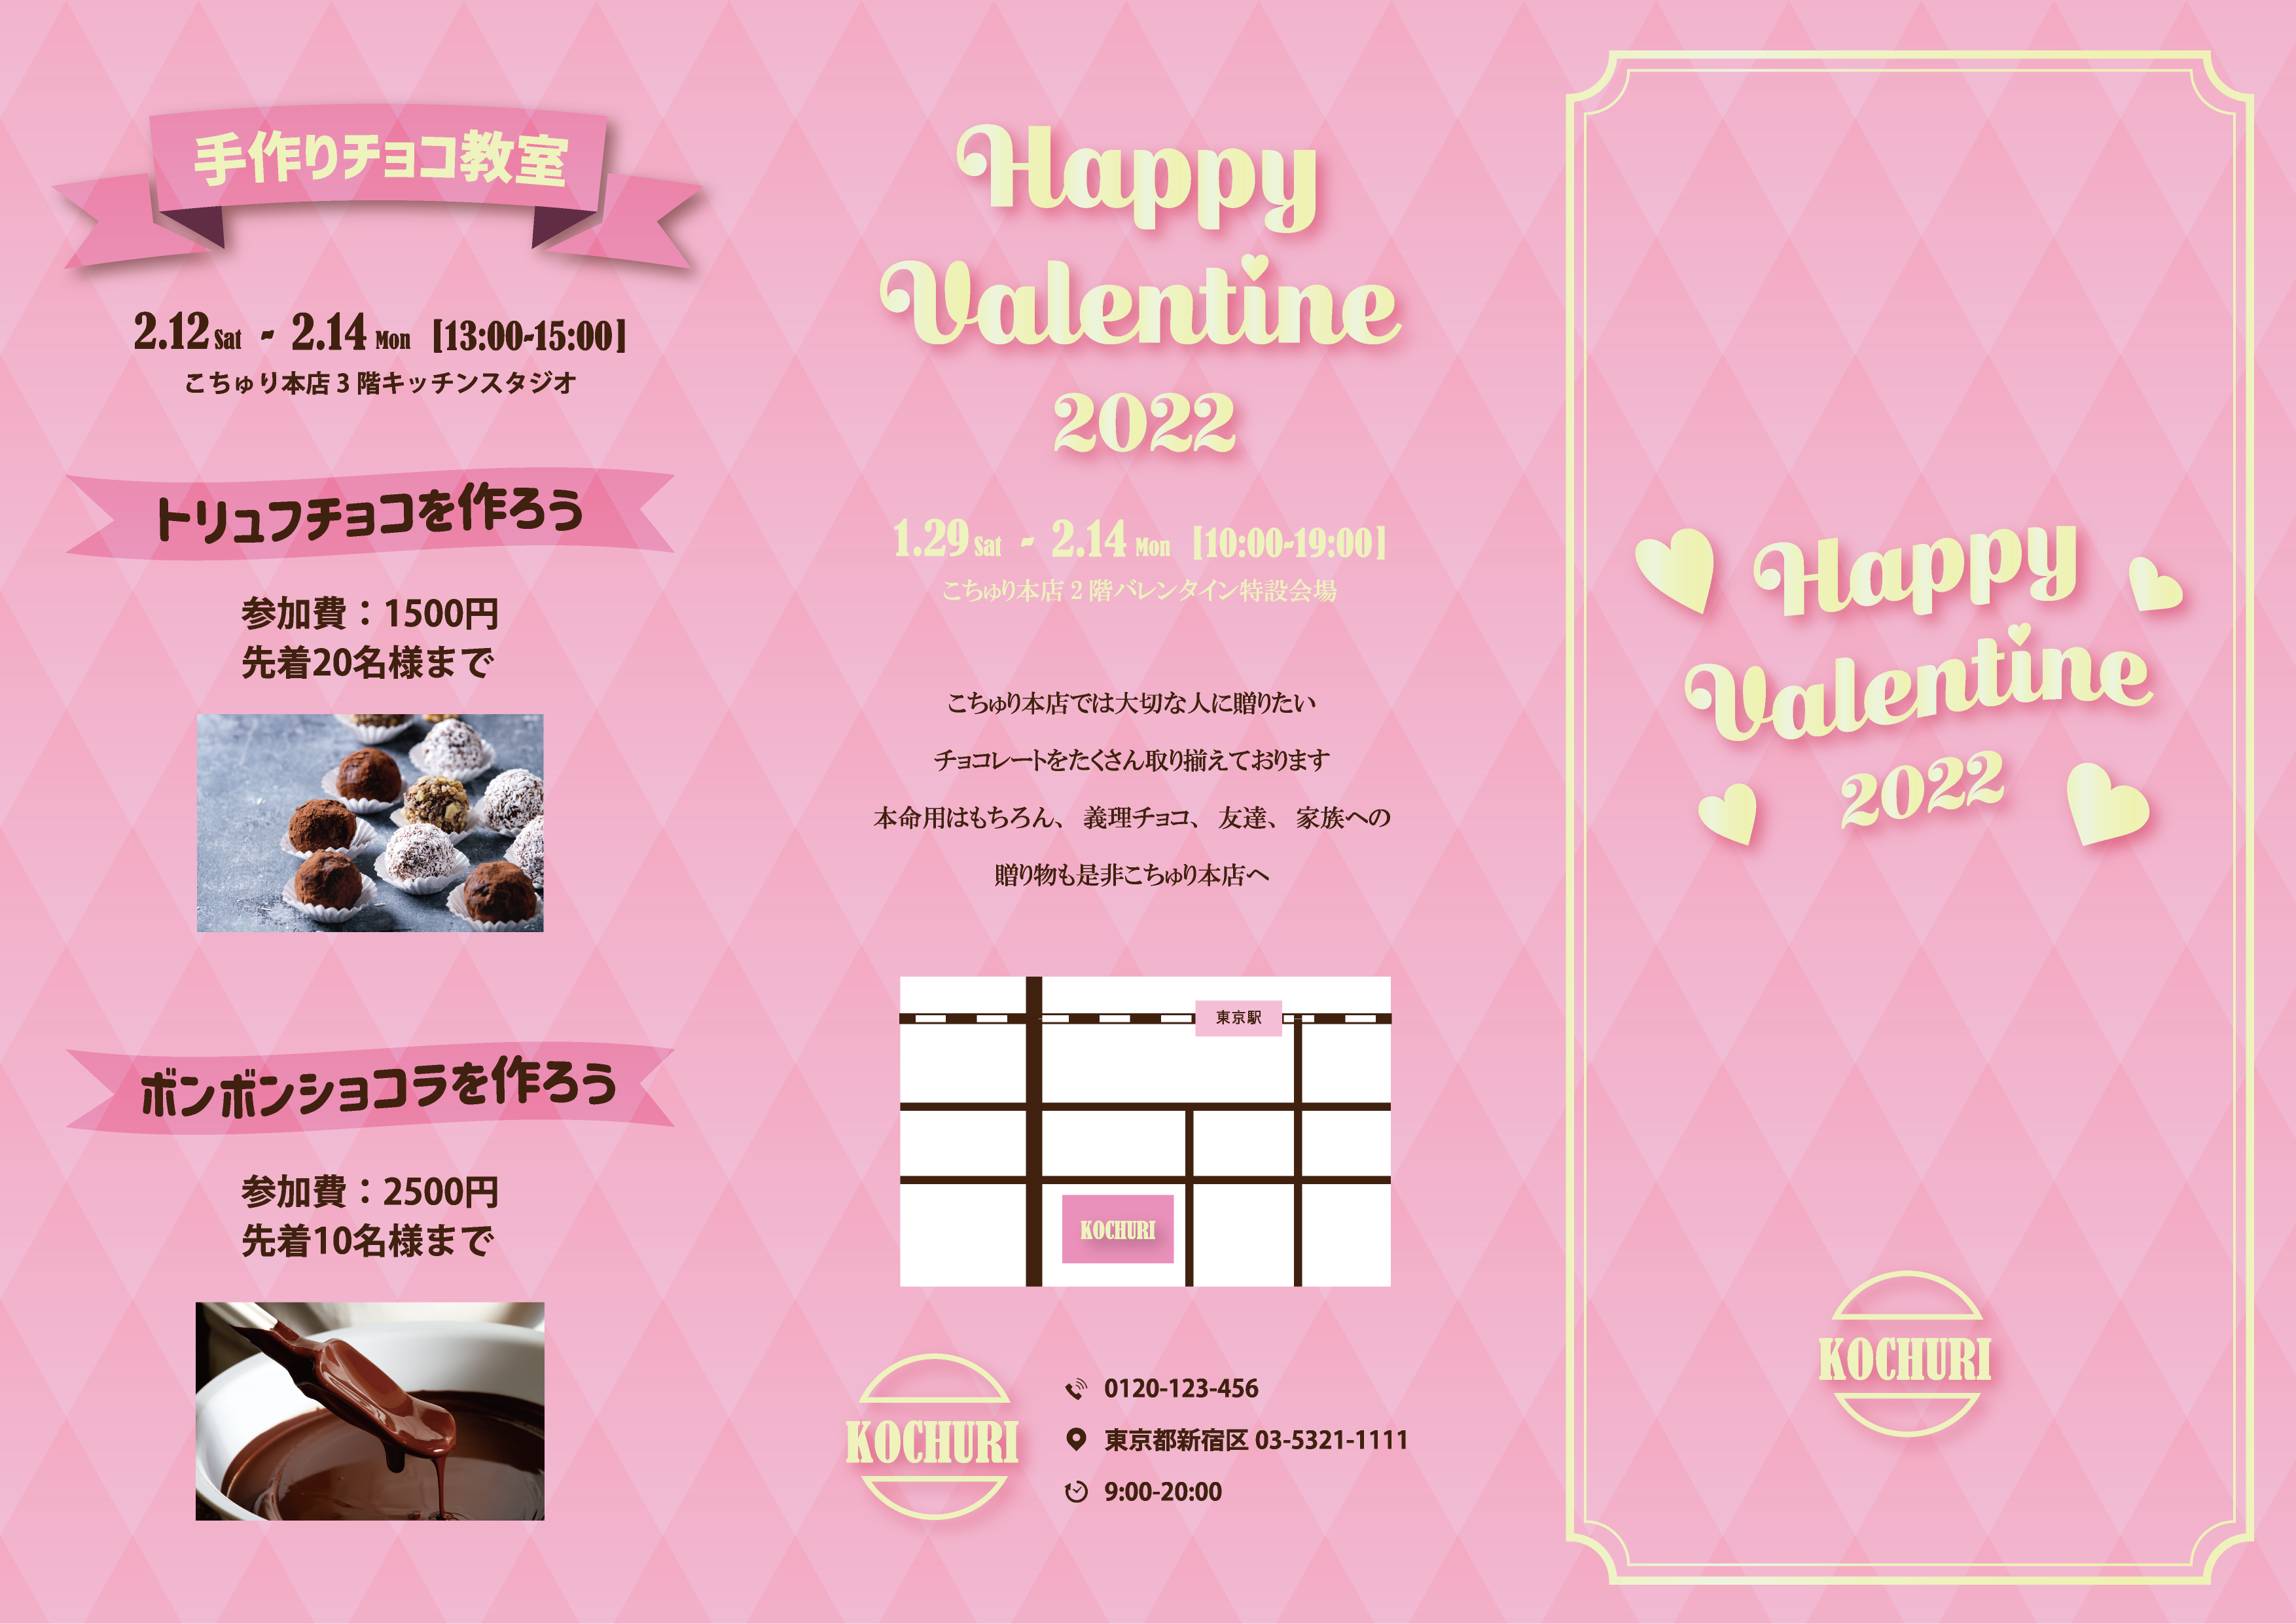 手作りチョコ教室
2.12 Sat - 2.14 Mon [13:00-15:00]
こちゅり本店3階キッチンスタジオ
トリュフチョコを作ろう
参加費：1500円
先着20名様まで
ボンボンショコラを作ろう
参加費：2500円
先着10名様まで
Happy
Valentine
2022
1.29 Sat - 2.14 Mon [10:00-19:00]
こちゅり本店2階バレンタイン特設会場
こちゅり本店では大切な人に贈りたい
チョコレートをたくさん取り揃えております
本命用はもちろん、義理チョコ、友達、家族への
贈り物も是非こちゅり本店へ
東京駅
KOCHURI
KOCHURI
0120-123-456
東京都新宿区 03-5321-1111
9:00-20:00
Happy
Valentine
2022
KOCHURI